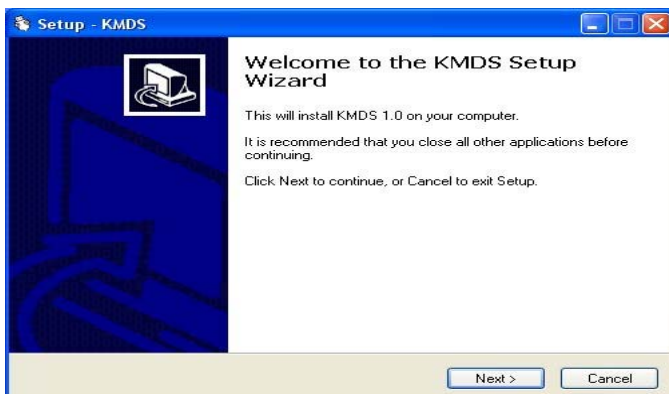 Setup - KMDS
Welcome to the KMDS Setup
Wizard
This will install KMDS 1.0 on your computer.
It is recommended that you close all other applications before
continuing.
Click Next to continue, or Cancel to exit Setup.
Next >
Cancel